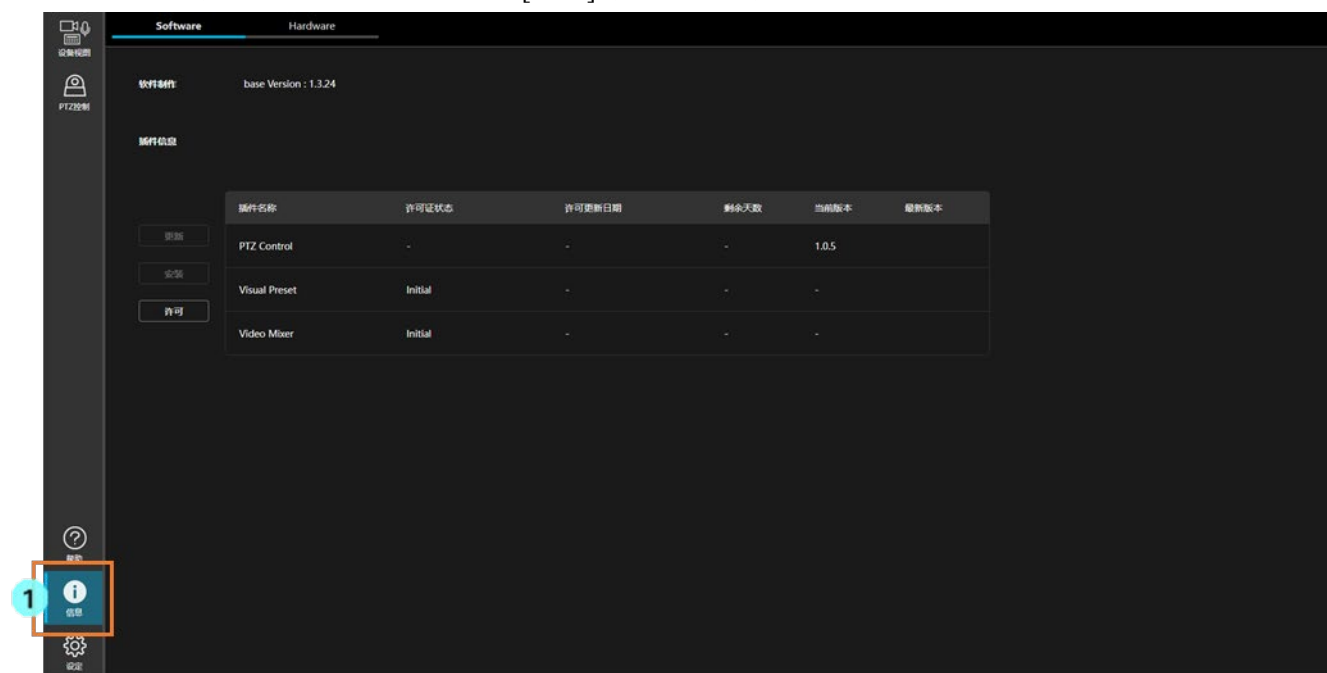 Software Hardware
设备视图
PTZ控制
软件制作: base Version : 1.3.24
插件信息
插件名称 许可证状态 许可更新日期 剩余天数 当前版本 最新版本
更新
PTZ Control - - - 1.0.5
安装
Visual Preset Initial - - -
许可
Video Mixer Initial - - -
帮助
1
信息
设定